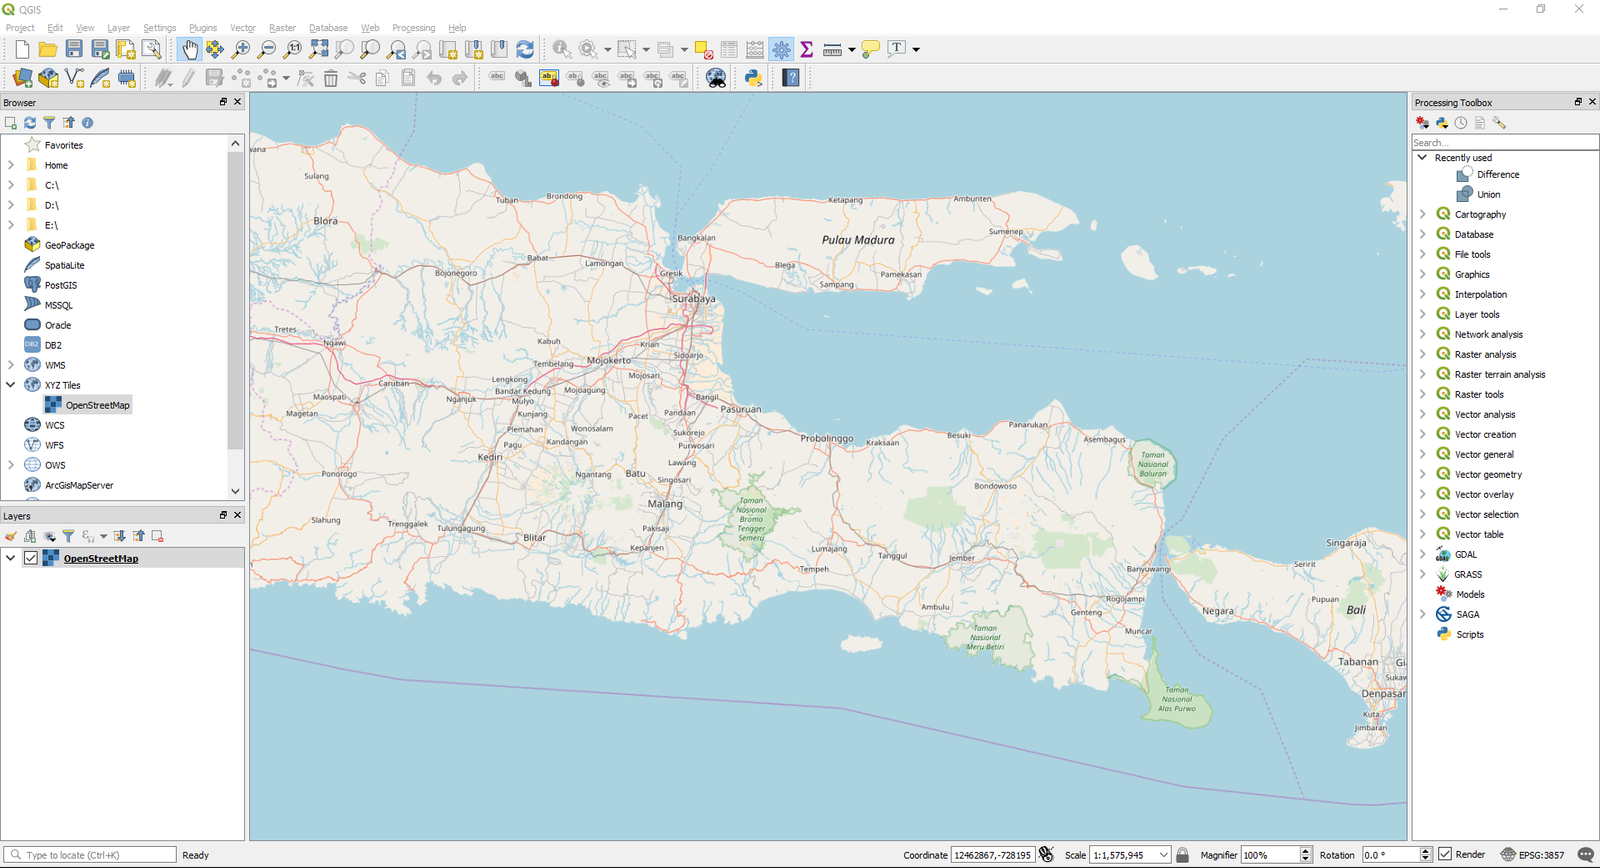 QGIS
Project Edit View Layer Settings Plugins Vector Raster Database Web Processing Help
Browser
Favorites
Home
C:\
D:\
E:\
GeoPackage
SpatiaLite
PostGIS
MSSQL
Oracle
DB2
WMS
XYZ Tiles
OpenStreetMap
WCS
WFS
OWS
ArcGisMapServer
Layers
OpenStreetMap
Sulang
Blora
Tuban
Brondong
Bojonegoro
Babat
Lamongan
Gresik
Bangkalan
Surabaya
Ketapang
Ambunten
Pulau Madura
Sumenep
Blega
Sampang
Pamekasan
Tretes
Ngawi
Kabuh
Krian
Sidoarjo
Mojokerto
Tembelang
Mojosari
Lengkong
Caruban
Bandar Kedung
Mulyo
Mojoagung
Bangil
Maospati
Nganjuk
Magetan
Kunjang
Pacet
Pandaan
Pasuruan
Plemahan
Wonosalam
Sukorejo
Pagu
Kandangan
Purwosari
Probolinggo
Kraksaan
Besuki
Panarukan
Asembagus
Kediri
Lawang
Ponorogo
Ngantang
Batu
Singosari
Taman
Nasional
Baluran
Bondowoso
Malang
Taman
Nasional
Bromo
Tengger
Semeru
Slahung
Trenggalek
Tulungagung
Blitar
Pakisaji
Kepanjen
Lumajang
Tempeh
Tanggul
Jember
Banyuwangi
Singaraja
Seririt
Rogojampi
Ambulu
Genteng
Muncar
Taman
Nasional
Meru Betiri
Negara
Pupuan
Bali
Tabanan
Denpasar
Kuta
Jimbaran
Taman
Nasional
Alas Purwo
Processing Toolbox
Search...
Recently used
Difference
Union
Cartography
Database
File tools
Graphics
Interpolation
Layer tools
Network analysis
Raster analysis
Raster terrain analysis
Raster tools
Vector analysis
Vector creation
Vector general
Vector geometry
Vector overlay
Vector selection
Vector table
GDAL
GRASS
Models
SAGA
Scripts
Type to locate (Ctrl+K) Ready Coordinate 12462867,-728195 Scale 1:1,575,945 Magnifier 100% Rotation 0.0 ° Render EPSG:3857